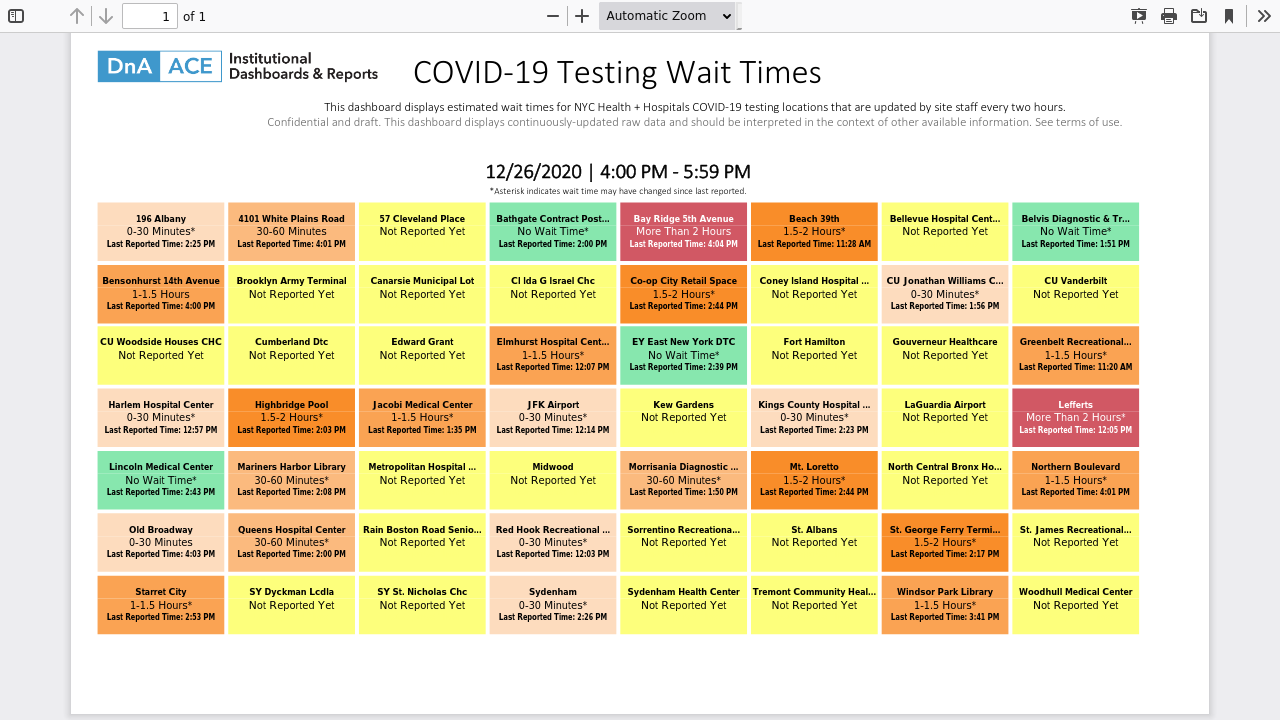 1 of 1 Automatic Zoom
DnA ACE Institutional Dashboards & Reports
COVID-19 Testing Wait Times
This dashboard displays estimated wait times for NYC Health + Hospitals COVID-19 testing locations that are updated by site staff every two hours.
Confidential and draft. This dashboard displays continuously-updated raw data and should be interpreted in the context of other available information. See terms of use.
12/26/2020 | 4:00 PM - 5:59 PM
*Asterisk indicates wait time may have changed since last reported.
196 Albany
0-30 Minutes*
Last Reported Time: 2:25 PM
4101 White Plains Road
30-60 Minutes
Last Reported Time: 4:01 PM
57 Cleveland Place
Not Reported Yet
Bathgate Contract Post...
No Wait Time*
Last Reported Time: 2:00 PM
Bay Ridge 5th Avenue
More Than 2 Hours
Last Reported Time: 4:04 PM
Beach 39th
1.5-2 Hours*
Last Reported Time: 11:28 AM
Bellevue Hospital Cent...
Not Reported Yet
Belvis Diagnostic & Tr...
No Wait Time*
Last Reported Time: 1:51 PM
Bensonhurst 14th Avenue
1-1.5 Hours
Last Reported Time: 4:00 PM
Brooklyn Army Terminal
Not Reported Yet
Canarsie Municipal Lot
Not Reported Yet
CI Ida G Israel Chc
Not Reported Yet
Co-op City Retail Space
1.5-2 Hours*
Last Reported Time: 2:44 PM
Coney Island Hospital ...
Not Reported Yet
CU Jonathan Williams C...
0-30 Minutes*
Last Reported Time: 1:56 PM
CU Vanderbilt
Not Reported Yet
CU Woodside Houses CHC
Not Reported Yet
Cumberland Dtc
Not Reported Yet
Edward Grant
Not Reported Yet
Elmhurst Hospital Cent...
1-1.5 Hours*
Last Reported Time: 12:07 PM
EY East New York DTC
No Wait Time*
Last Reported Time: 2:39 PM
Fort Hamilton
Not Reported Yet
Gouverneur Healthcare
Not Reported Yet
Greenbelt Recreational...
1-1.5 Hours*
Last Reported Time: 11:20 AM
Harlem Hospital Center
0-30 Minutes*
Last Reported Time: 12:57 PM
Highbridge Pool
1.5-2 Hours*
Last Reported Time: 2:03 PM
Jacobi Medical Center
1-1.5 Hours*
Last Reported Time: 1:35 PM
JFK Airport
0-30 Minutes*
Last Reported Time: 12:14 PM
Kew Gardens
Not Reported Yet
Kings County Hospital ...
0-30 Minutes*
Last Reported Time: 2:23 PM
LaGuardia Airport
Not Reported Yet
Lefferts
More Than 2 Hours*
Last Reported Time: 12:05 PM
Lincoln Medical Center
No Wait Time*
Last Reported Time: 2:43 PM
Mariners Harbor Library
30-60 Minutes*
Last Reported Time: 2:08 PM
Metropolitan Hospital ...
Not Reported Yet
Midwood
Not Reported Yet
Morrisania Diagnostic ...
30-60 Minutes*
Last Reported Time: 1:50 PM
Mt. Loretto
1.5-2 Hours*
Last Reported Time: 2:44 PM
North Central Bronx Ho...
Not Reported Yet
Northern Boulevard
1-1.5 Hours*
Last Reported Time: 4:01 PM
Old Broadway
0-30 Minutes
Last Reported Time: 4:03 PM
Queens Hospital Center
30-60 Minutes*
Last Reported Time: 2:00 PM
Rain Boston Road Senio...
Not Reported Yet
Red Hook Recreational ...
0-30 Minutes*
Last Reported Time: 12:03 PM
Sorrentino Recreationa...
Not Reported Yet
St. Albans
Not Reported Yet
St. George Ferry Termi...
1.5-2 Hours*
Last Reported Time: 2:17 PM
St. James Recreational...
Not Reported Yet
Starret City
1-1.5 Hours*
Last Reported Time: 2:53 PM
SY Dyckman Lcdla
Not Reported Yet
SY St. Nicholas Chc
Not Reported Yet
Sydenham
0-30 Minutes*
Last Reported Time: 2:26 PM
Sydenham Health Center
Not Reported Yet
Tremont Community Heal...
Not Reported Yet
Windsor Park Library
1-1.5 Hours*
Last Reported Time: 3:41 PM
Woodhull Medical Center
Not Reported Yet